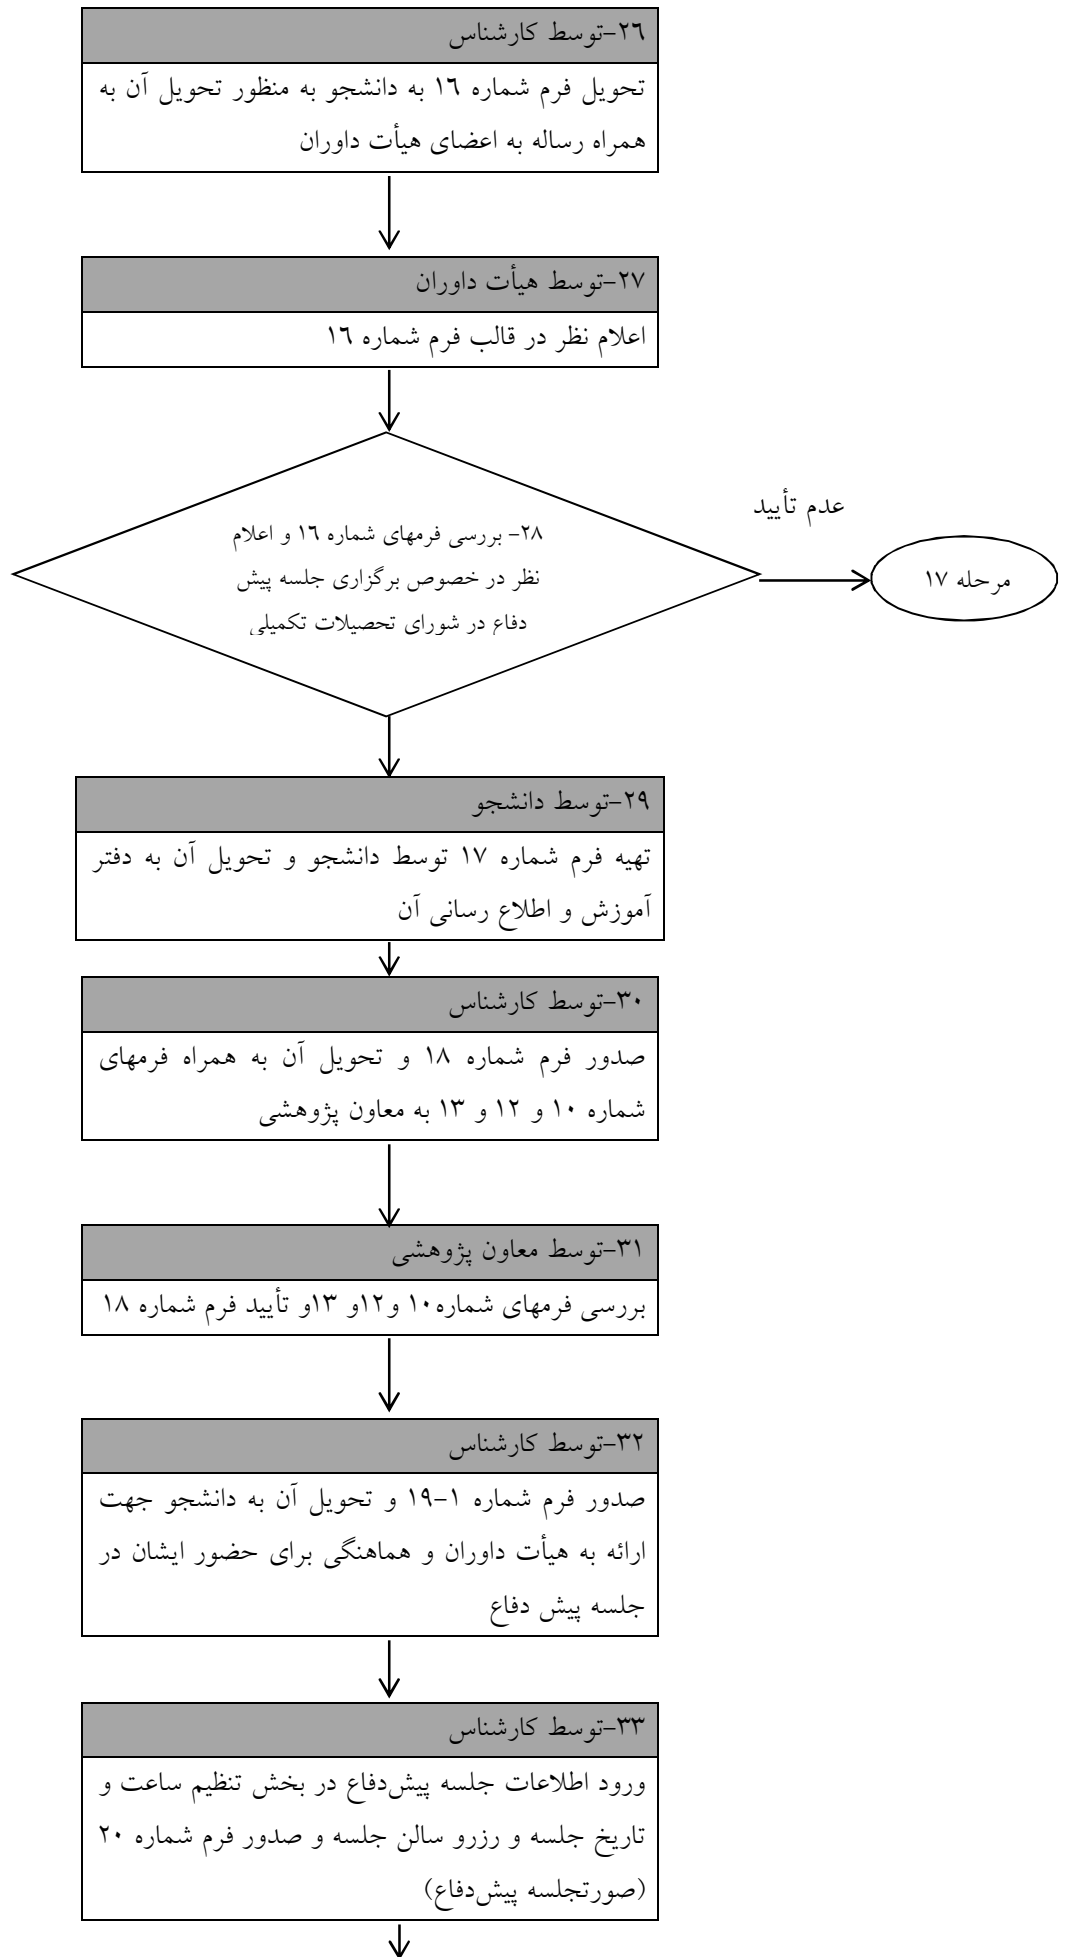 ۲۶-توسط کارشناس
تحویل فرم شماره ۱۶ به دانشجو به منظور تحویل آن به
همراه رساله به اعضای هیأت داوران
۲۷-توسط هیأت داوران
اعلام نظر در قالب فرم شماره ۱۶
۲۸- بررسی فرمهای شماره ۱۶ و اعلام
نظر در خصوص برگزاری جلسه پیش
دفاع در شورای تحصیلات تکمیلی
عدم تأیید
مرحله ۱۷
۲۹-توسط دانشجو
تهیه فرم شماره ۱۷ توسط دانشجو و تحویل آن به دفتر
آموزش و اطلاع رسانی آن
۳۰-توسط کارشناس
صدور فرم شماره ۱۸ و تحویل آن به همراه فرمهای
شماره ۱۰ و ۱۲ و ۱۳ به معاون پژوهشی
۳۱-توسط معاون پژوهشی
بررسی فرمهای شماره۱۰ و۱۲و ۱۳و تأیید فرم شماره ۱۸
۳۲-توسط کارشناس
صدور فرم شماره ۱-۱۹ و تحویل آن به دانشجو جهت
ارائه به هیأت داوران و هماهنگی برای حضور ایشان در
جلسه پیش دفاع
۳۳-توسط کارشناس
ورود اطلاعات جلسه پیش‌دفاع در بخش تنظیم ساعت و
تاریخ جلسه و رزرو سالن جلسه و صدور فرم شماره ۲۰
(صورتجلسه پیش‌دفاع)